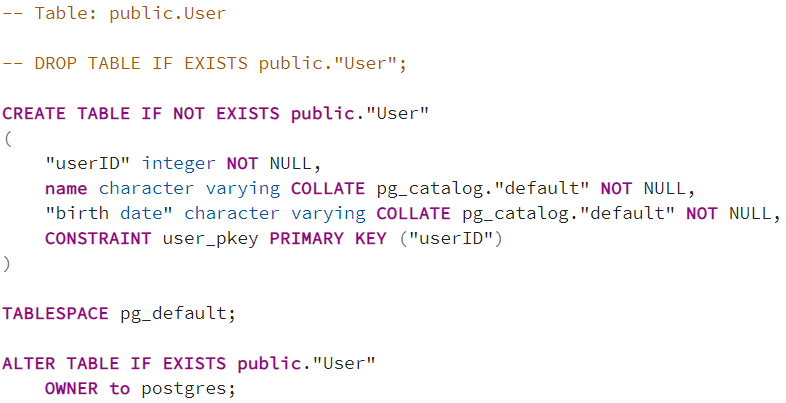 -- Table: public.User
-- DROP TABLE IF EXISTS public."User";
CREATE TABLE IF NOT EXISTS public."User"
(
    "userID" integer NOT NULL,
    name character varying COLLATE pg_catalog."default" NOT NULL,
    "birth date" character varying COLLATE pg_catalog."default" NOT NULL,
    CONSTRAINT user_pkey PRIMARY KEY ("userID")
)
TABLESPACE pg_default;
ALTER TABLE IF EXISTS public."User"
    OWNER to postgres;